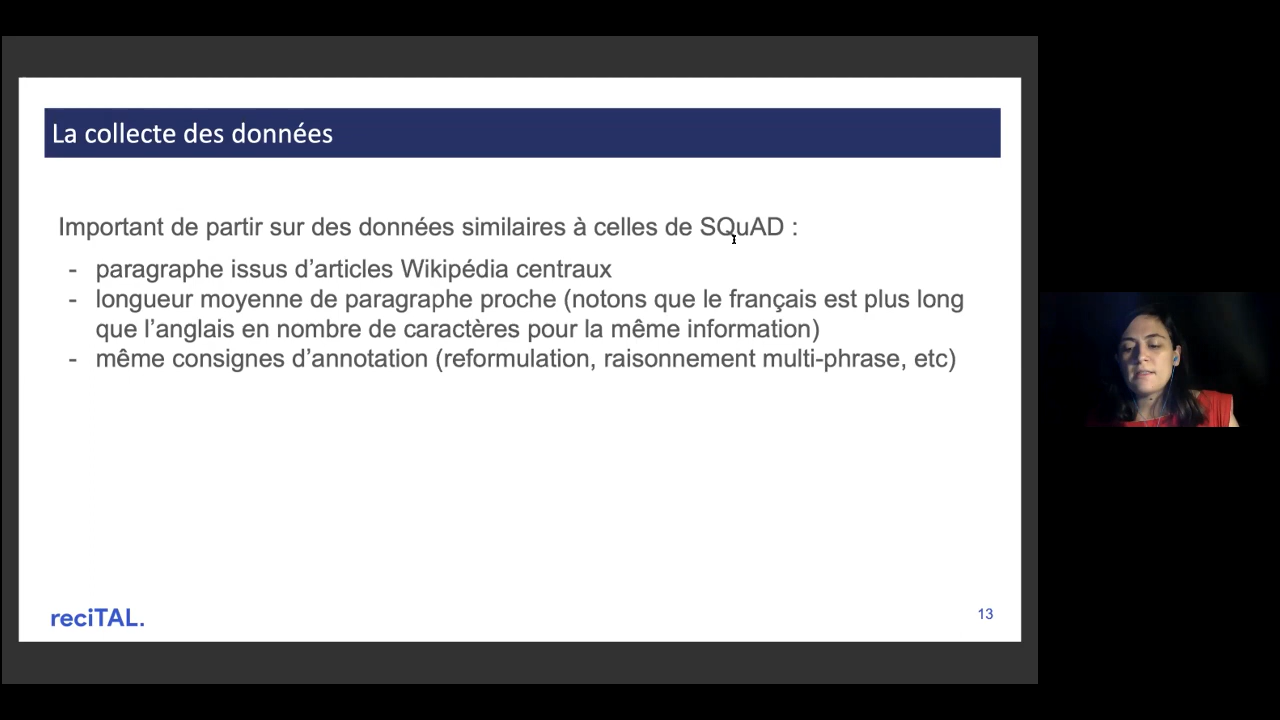 La collecte des données
Important de partir sur des données similaires à celles de SQuAD :
- paragraphe issus d’articles Wikipédia centraux
- longueur moyenne de paragraphe proche (notons que le français est plus long
que l’anglais en nombre de caractères pour la même information)
- même consignes d’annotation (reformulation, raisonnement multi-phrase, etc)
reciTAL.
13